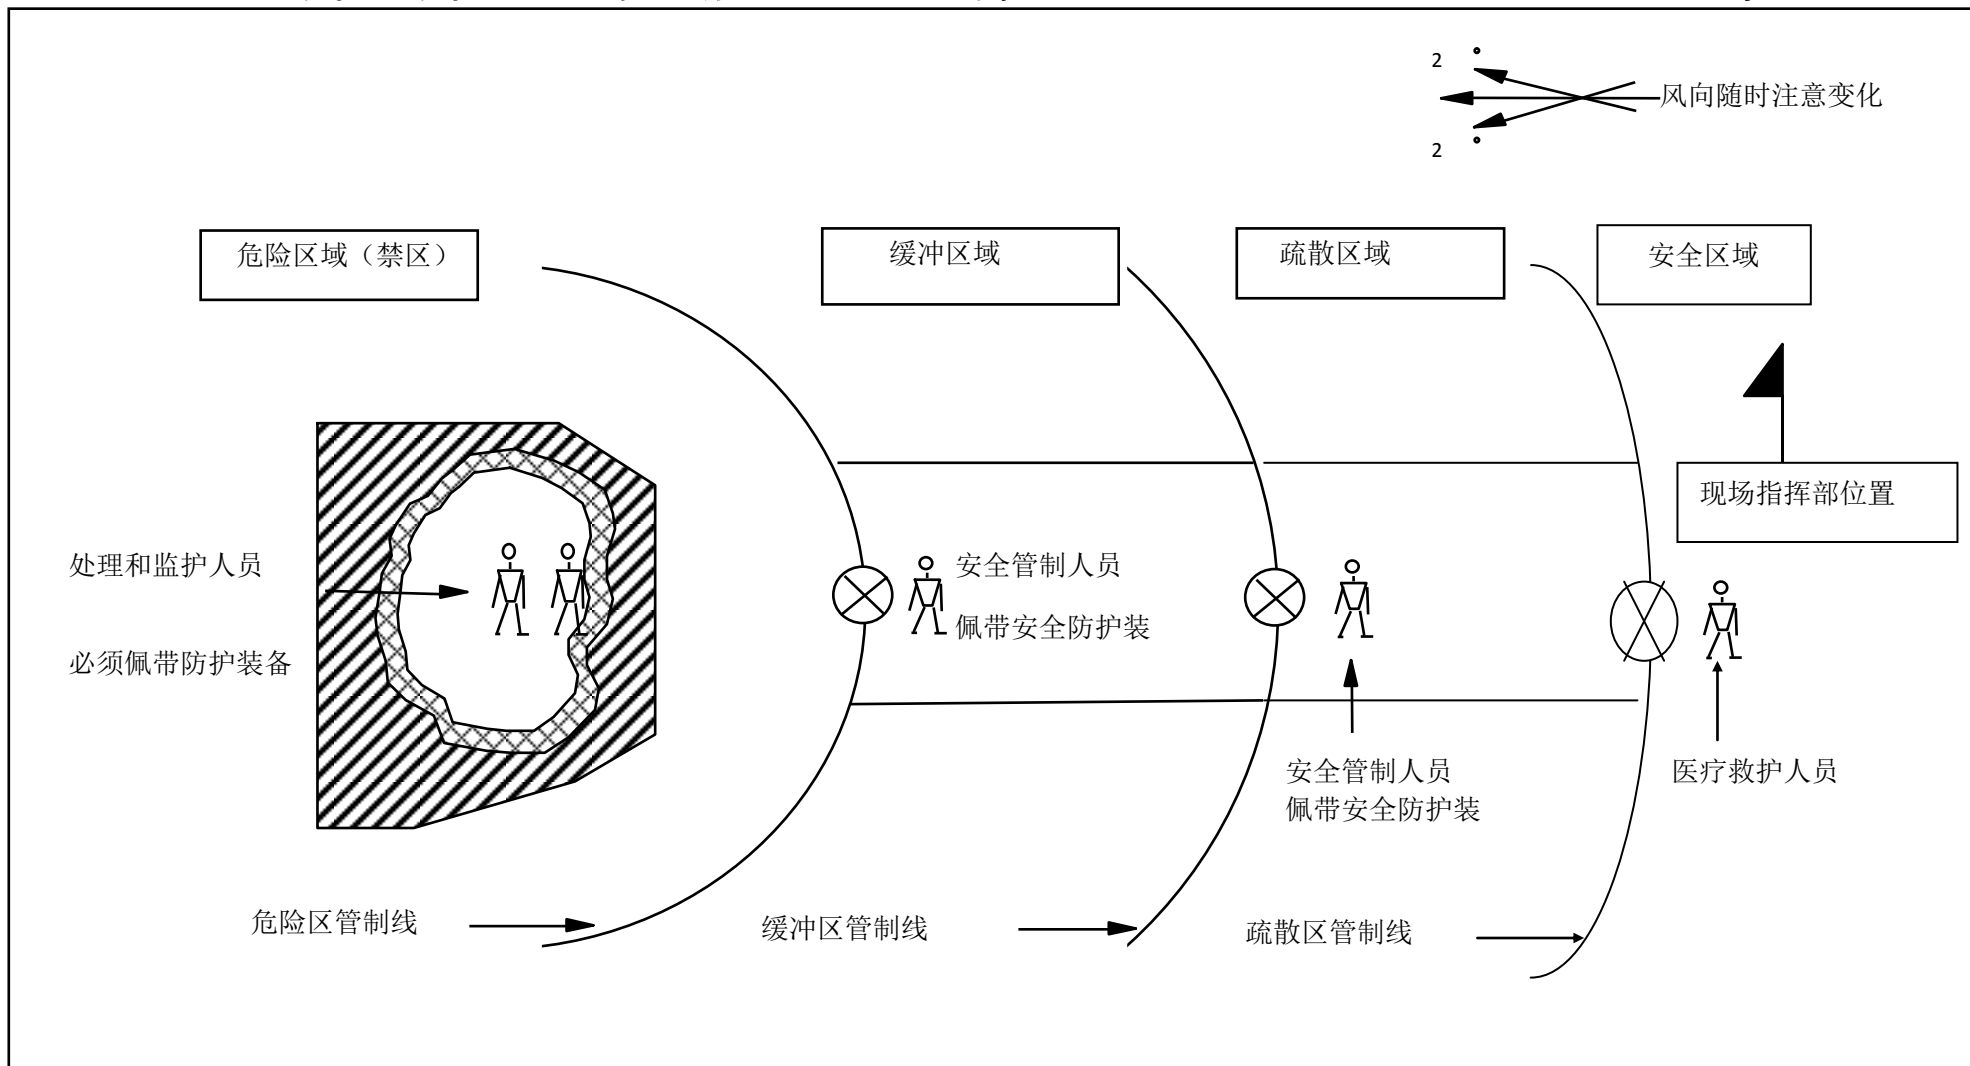 2 °
风向随时注意变化
2 °
危险区域（禁区）
缓冲区域
疏散区域
安全区域
现场指挥部位置
处理和监护人员
必须佩带防护装备
安全管制人员
佩带安全防护装
安全管制人员
佩带安全防护装
医疗救护人员
危险区管制线
缓冲区管制线
疏散区管制线